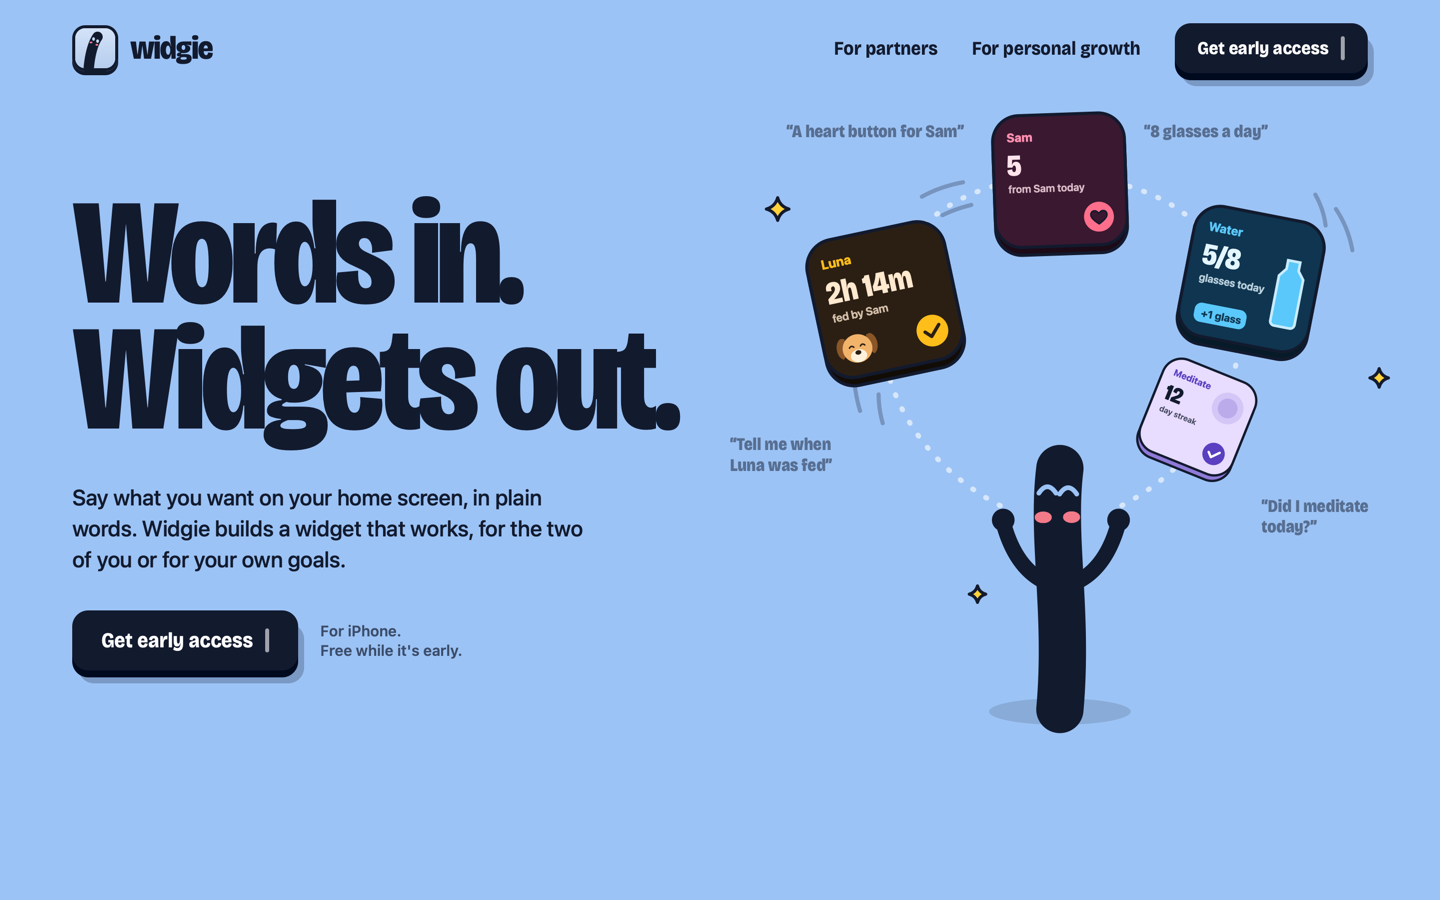 widgie
For partners
For personal growth
Get early access
"A heart button for Sam"
"8 glasses a day"
Words in.
Widgets out.
Say what you want on your home screen, in plain
words. Widgie builds a widget that works, for the two
of you or for your own goals.
Get early access
For iPhone.
Free while it's early.
Sam
5
from Sam today
Luna
2h 14m
fed by Sam
Water
5/8
glasses today
+1 glass
Meditate
12
day streak
"Tell me when
Luna was fed"
"Did I meditate
today?"